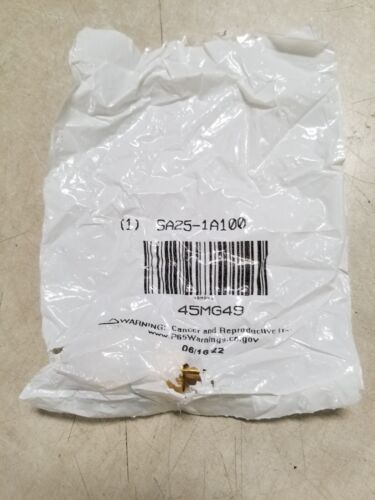 (1) SA25-1A100
45MG49
⚠WARNING: Cancer and Reproductive
www.P65Warnings.ca.gov
06/16 22